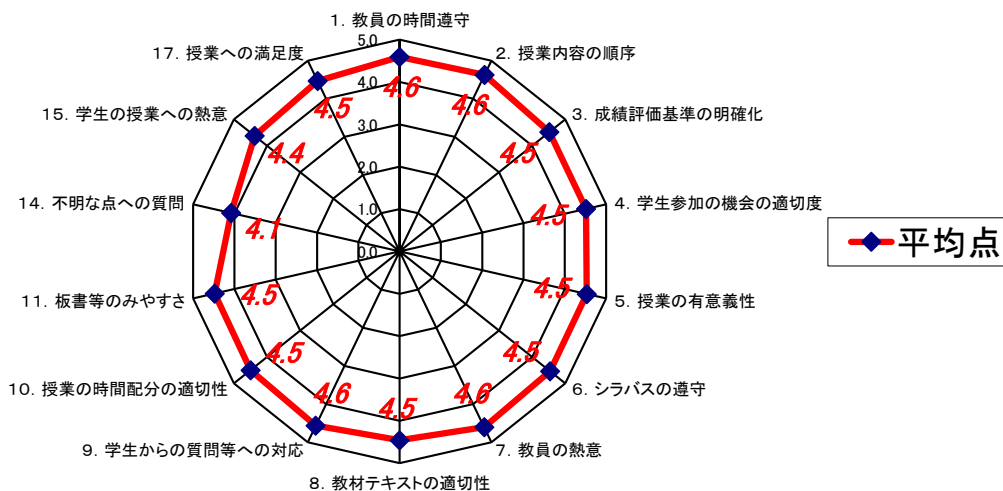 1. 教員の時間遵守
17. 授業への満足度
2. 授業内容の順序
15. 学生の授業への熱意
3. 成績評価基準の明確化
14. 不明な点への質問
4. 学生参加の機会の適切度
11. 板書等のみやすさ
5. 授業の有意義性
10. 授業の時間配分の適切性
6. シラバスの遵守
9. 学生からの質問等への対応
7. 教員の熱意
8. 教材テキストの適切性
5.0
4.0
3.0
2.0
1.0
0.0
4.6
4.6
4.5
4.5
4.5
4.5
4.6
4.5
4.6
4.5
4.5
4.1
4.4
4.5
平均点